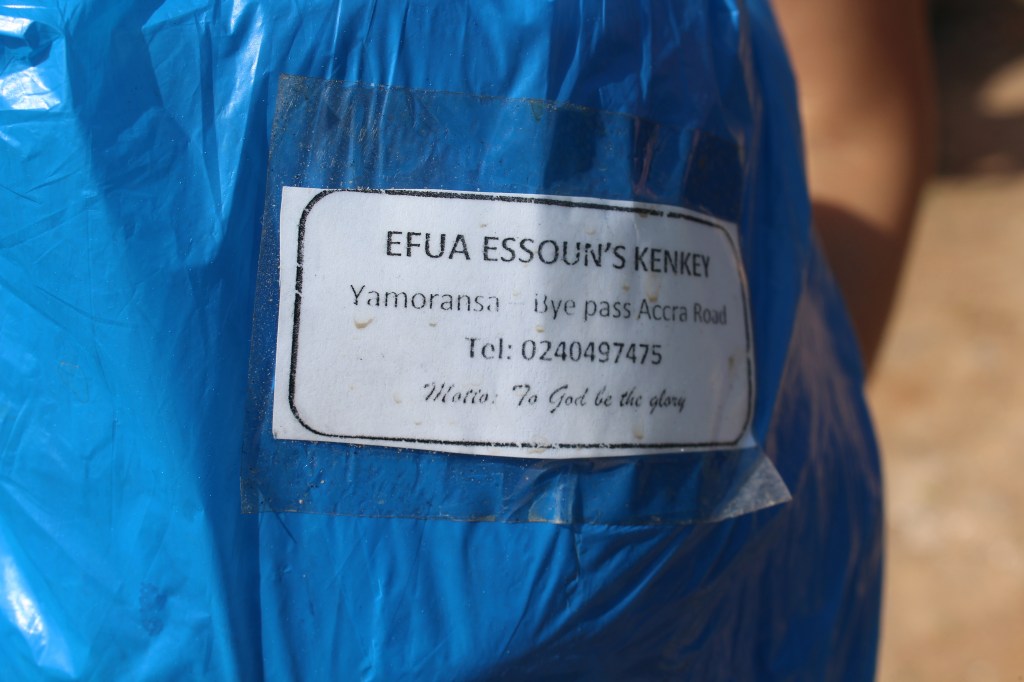 EFUA ESSOUN'S KENKEY
Yamoransa – Bye pass Accra Road
Tel: 0240497475
Motto: To God be the glory